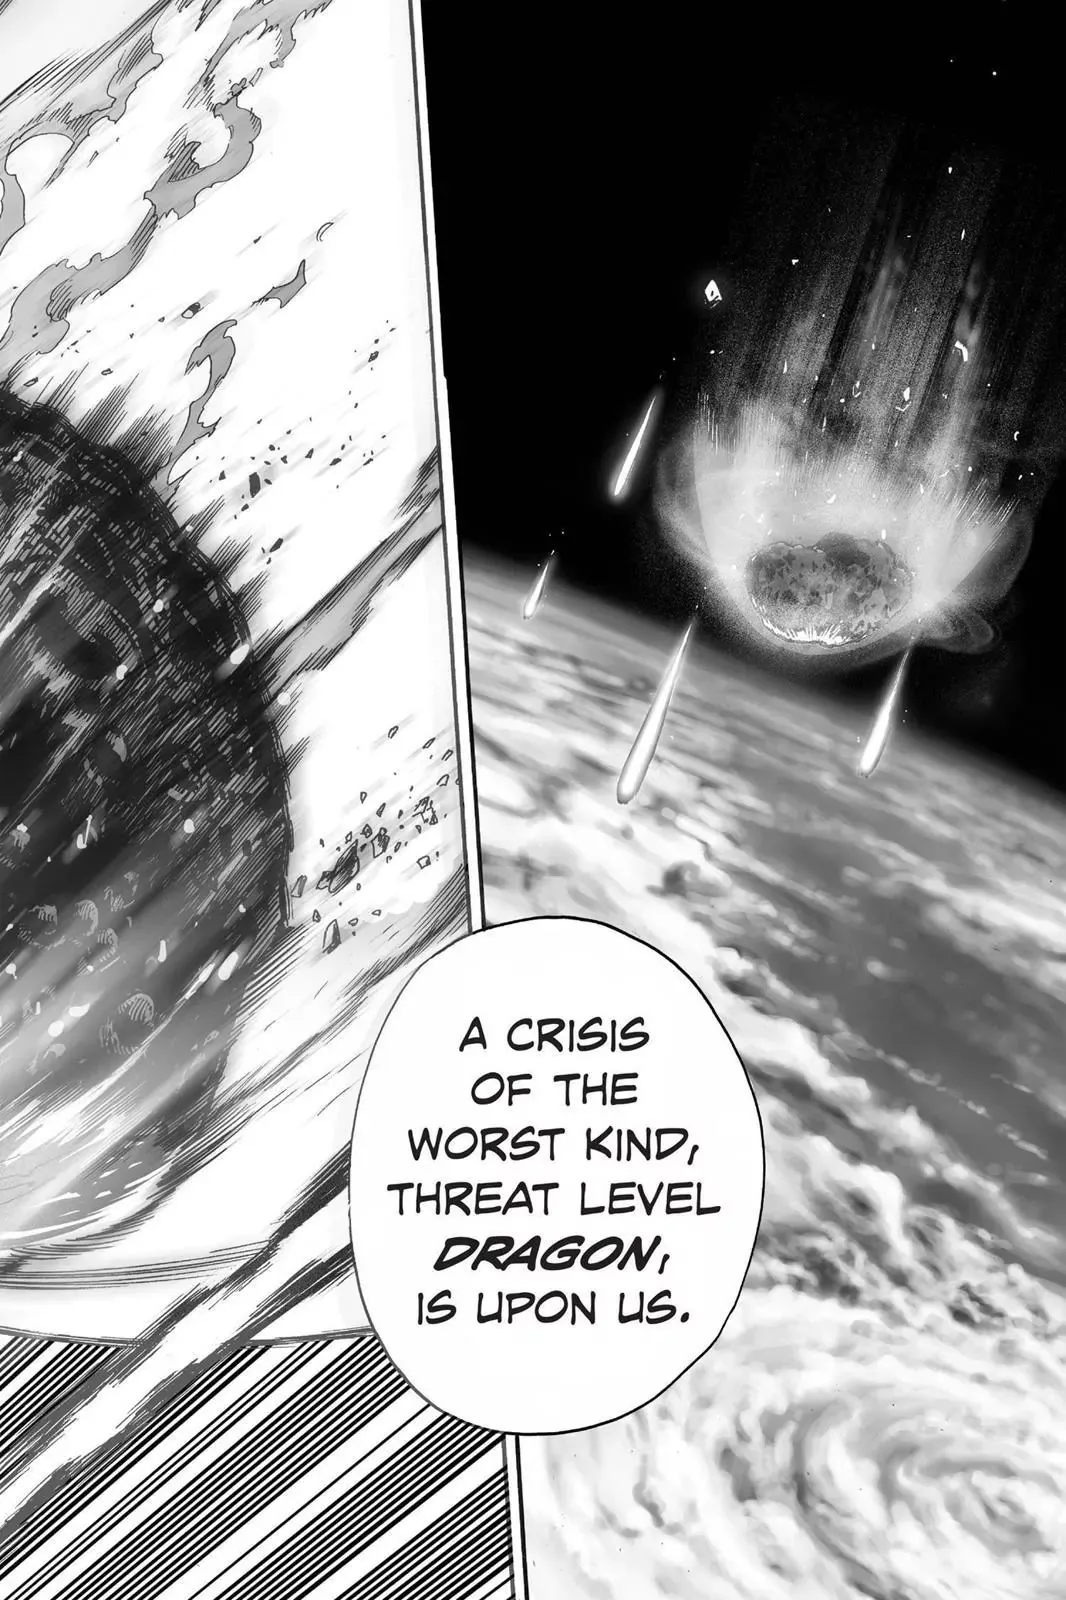 A CRISIS
OF THE
WORST KIND,
THREAT LEVEL
DRAGON,
IS UPON US.